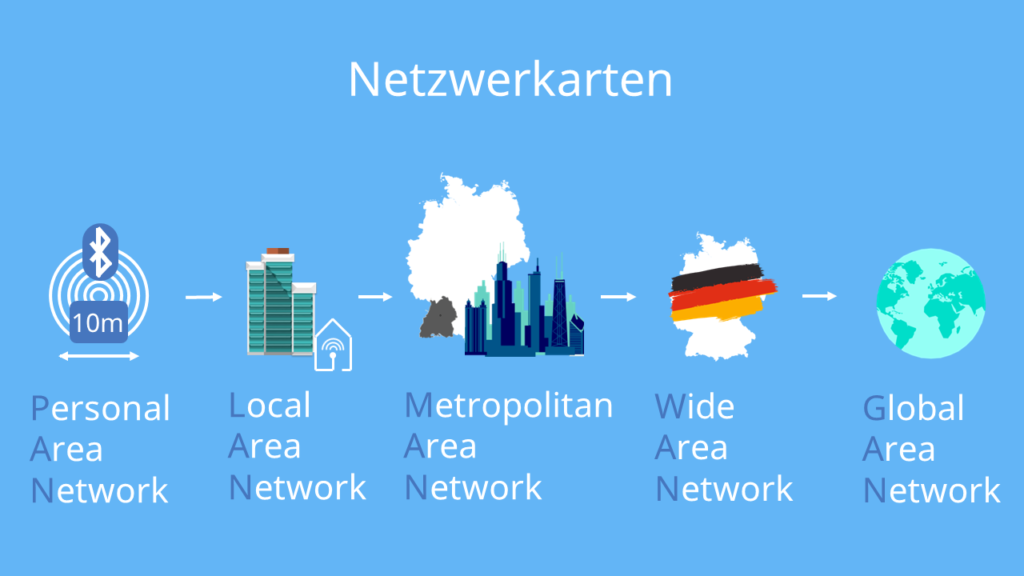 Netzwerkarten
10m
Personal
Area
Network
Local
Area
Network
Metropolitan
Area
Network
Wide
Area
Network
Global
Area
Network